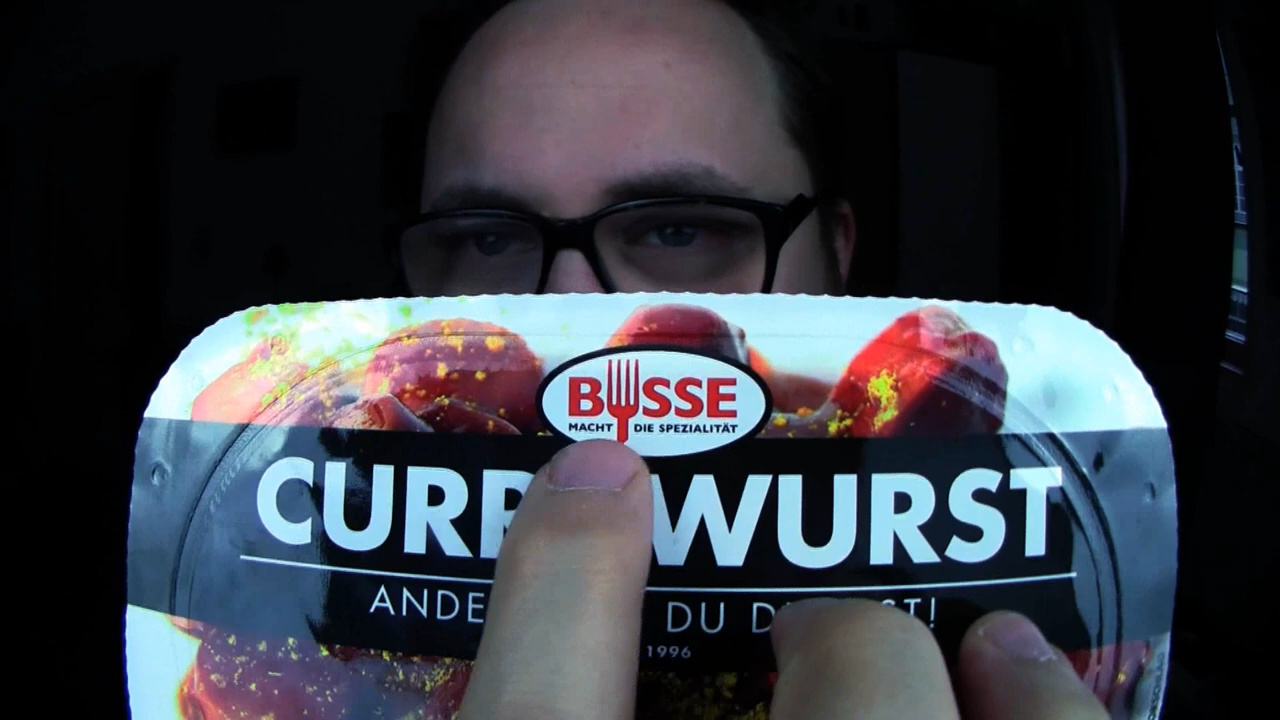 BUSSE
MACHT DIE SPEZIALITÄT
CURR WURST
ANDE DU D ST!
1996